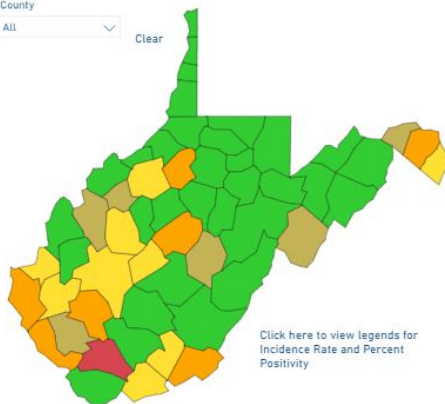 County
All
Clear
Click here to view legends for
Incidence Rate and Percent
Positivity